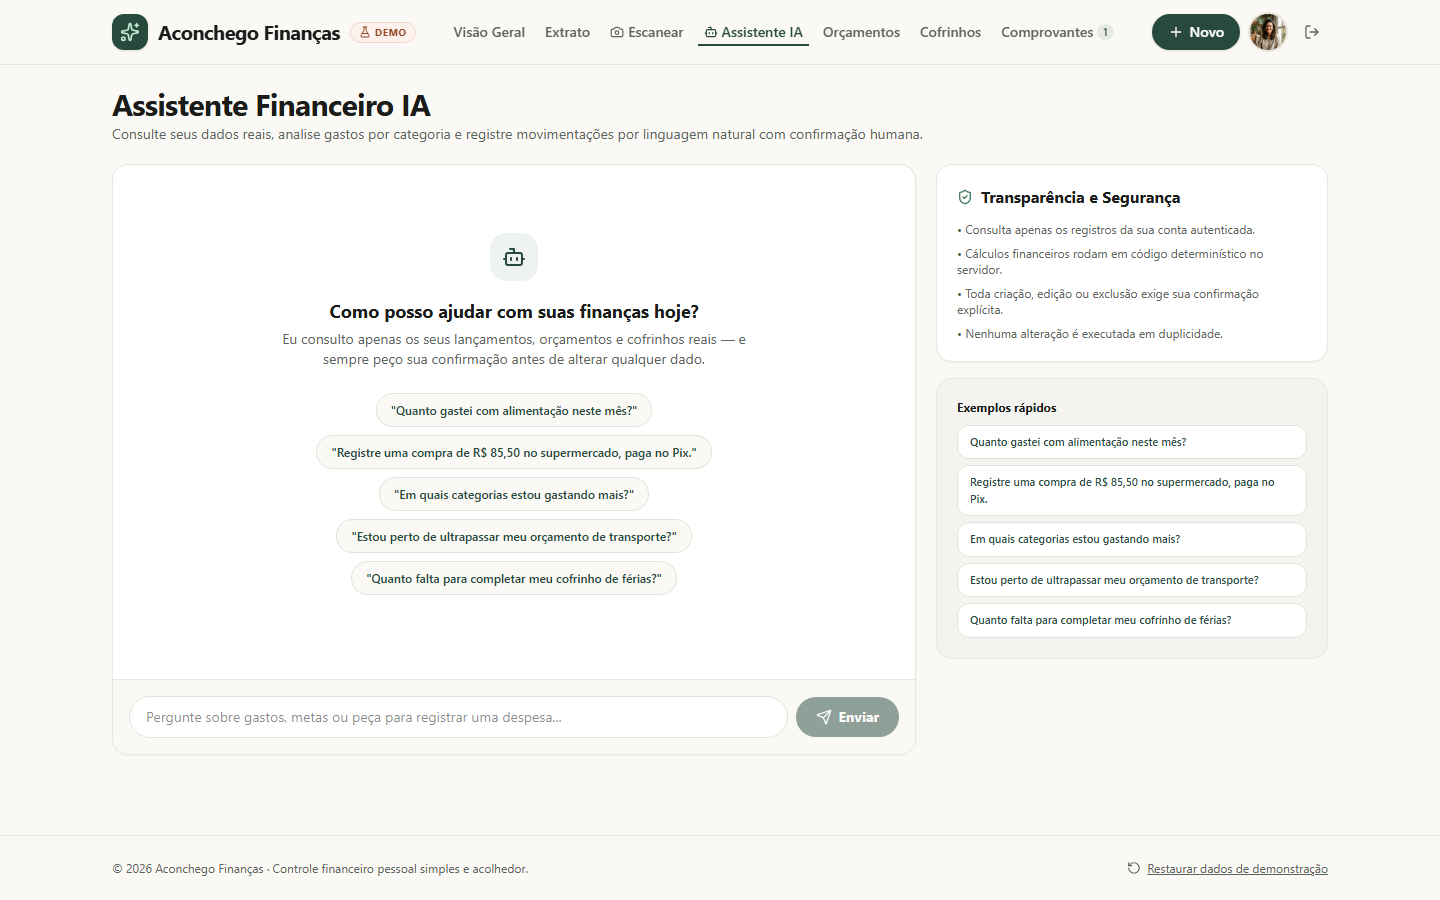 Aconchego Finanças
DEMO
Visão Geral
Extrato
Escanear
Assistente IA
Orçamentos
Cofrinhos
Comprovantes 1
Novo
Assistente Financeiro IA
Consulte seus dados reais, analise gastos por categoria e registre movimentações por linguagem natural com confirmação humana.
Como posso ajudar com suas finanças hoje?
Eu consulto apenas os seus lançamentos, orçamentos e cofrinhos reais — e
sempre peço sua confirmação antes de alterar qualquer dado.
"Quanto gastei com alimentação neste mês?"
"Registre uma compra de R$ 85,50 no supermercado, paga no Pix."
"Em quais categorias estou gastando mais?"
"Estou perto de ultrapassar meu orçamento de transporte?"
"Quanto falta para completar meu cofrinho de férias?"
Pergunte sobre gastos, metas ou peça para registrar uma despesa...
Enviar
Transparência e Segurança
• Consulta apenas os registros da sua conta autenticada.
• Cálculos financeiros rodam em código determinístico no
servidor.
• Toda criação, edição ou exclusão exige sua confirmação
explícita.
• Nenhuma alteração é executada em duplicidade.
Exemplos rápidos
Quanto gastei com alimentação neste mês?
Registre uma compra de R$ 85,50 no supermercado, paga no
Pix.
Em quais categorias estou gastando mais?
Estou perto de ultrapassar meu orçamento de transporte?
Quanto falta para completar meu cofrinho de férias?
© 2026 Aconchego Finanças · Controle financeiro pessoal simples e acolhedor.
Restaurar dados de demonstração